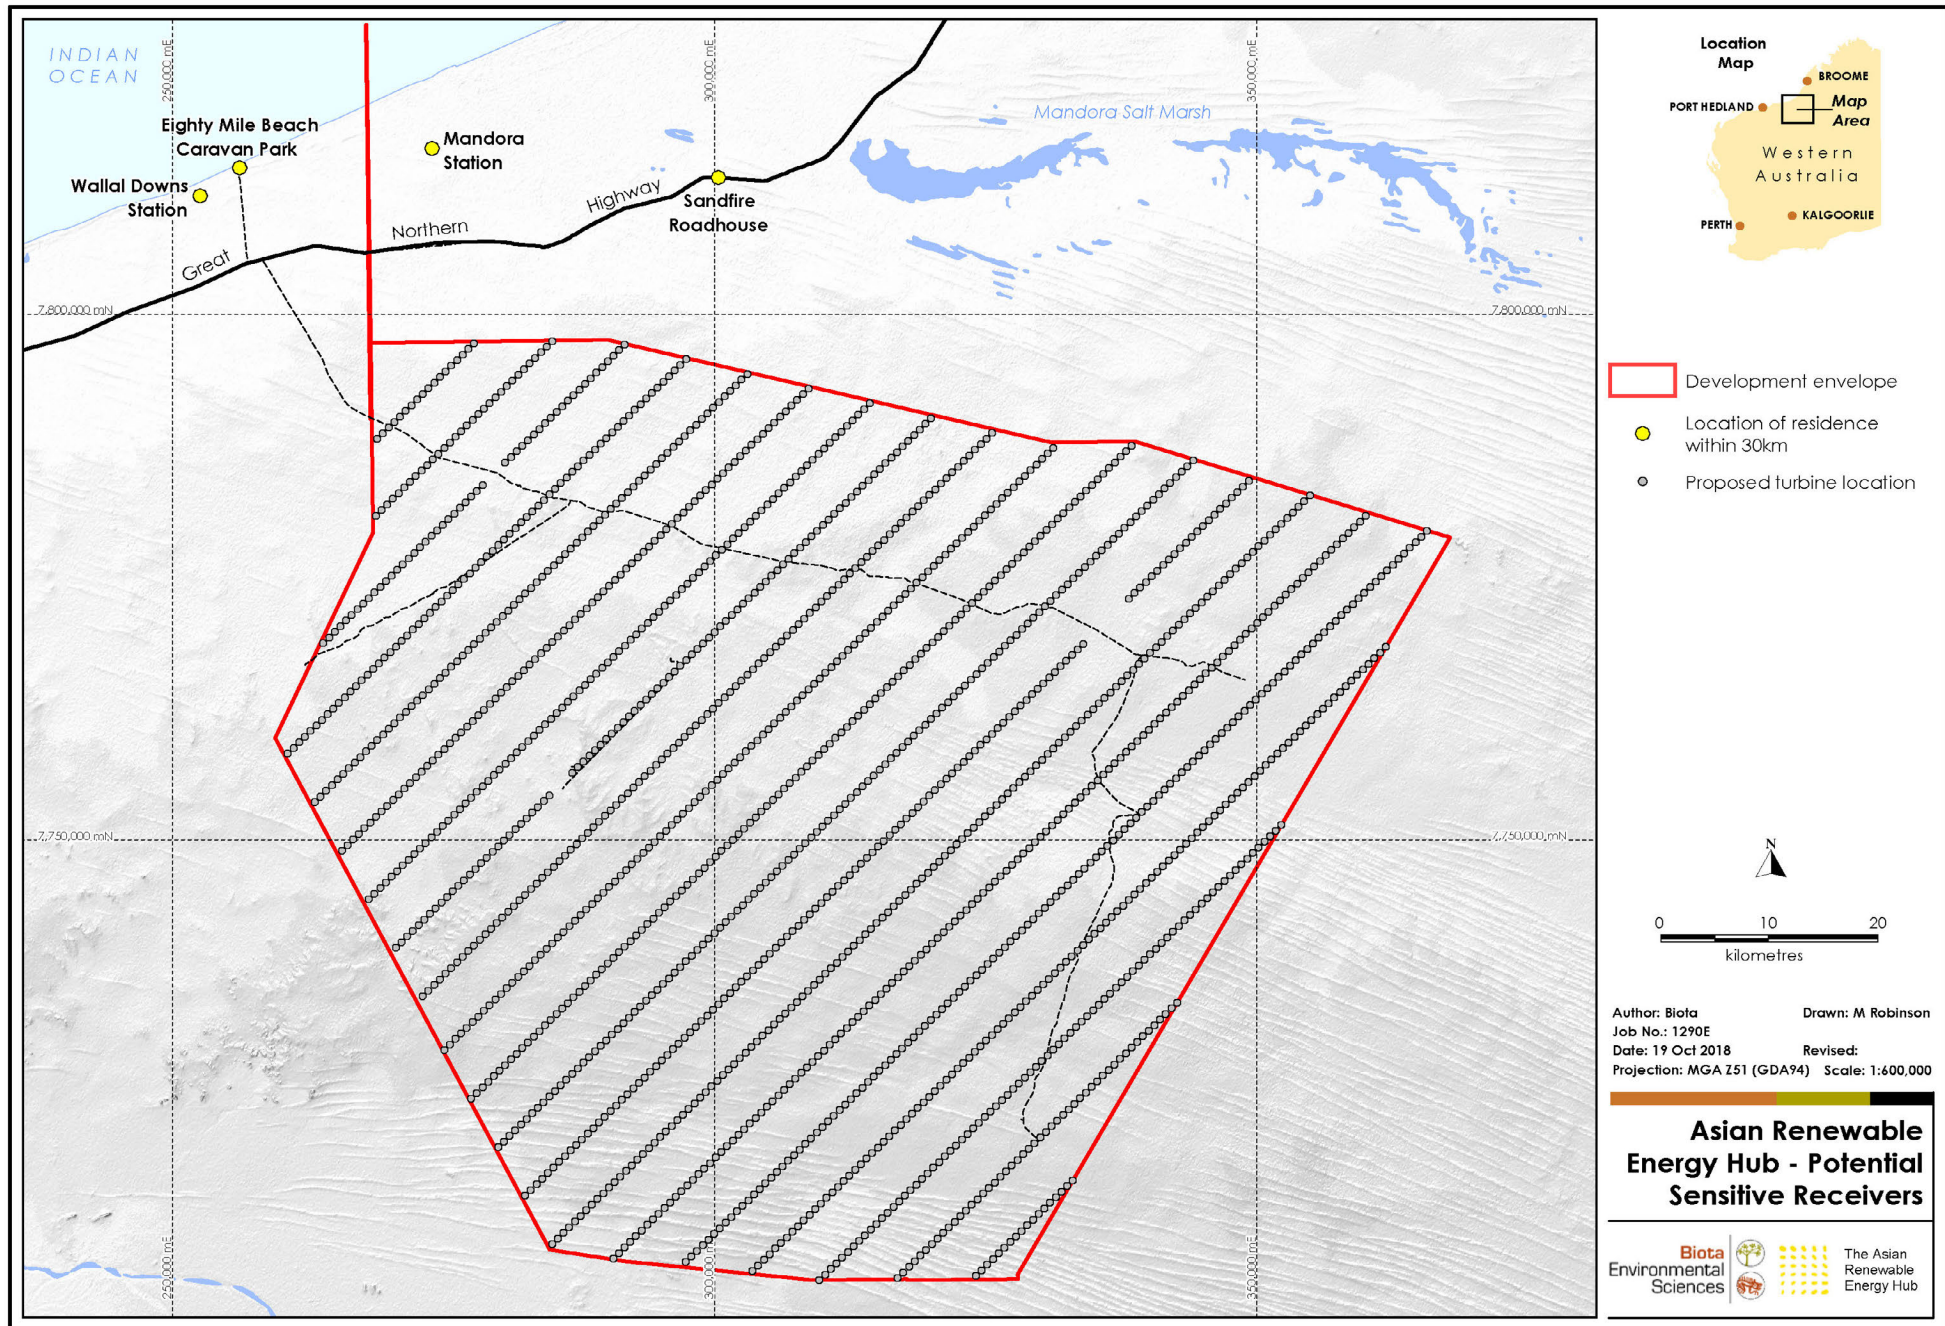 INDIAN
OCEAN
250,000 mE
300,000 mE
350,000 mE
Eighty Mile Beach
Caravan Park
Wallal Downs
Station
Mandora
Station
Mandora Salt Marsh
Sandfire
Roadhouse
Great
Northern
Highway
7,800,000 mN
7,800,000 mN
7,750,000 mN
7,750,000 mN
250,000 mE
300,000 mE
350,000 mE
Location
Map
BROOME
PORT HEDLAND
Map
Area
Western
Australia
KALGOORLIE
PERTH
Development envelope
Location of residence
within 30km
Proposed turbine location
N
0 10 20
kilometres
Author: Biota Drawn: M Robinson
Job No.: 1290E
Date: 19 Oct 2018 Revised:
Projection: MGA Z51 (GDA94) Scale: 1:600,000
Asian Renewable
Energy Hub - Potential
Sensitive Receivers
Biota
Environmental
Sciences
The Asian
Renewable
Energy Hub